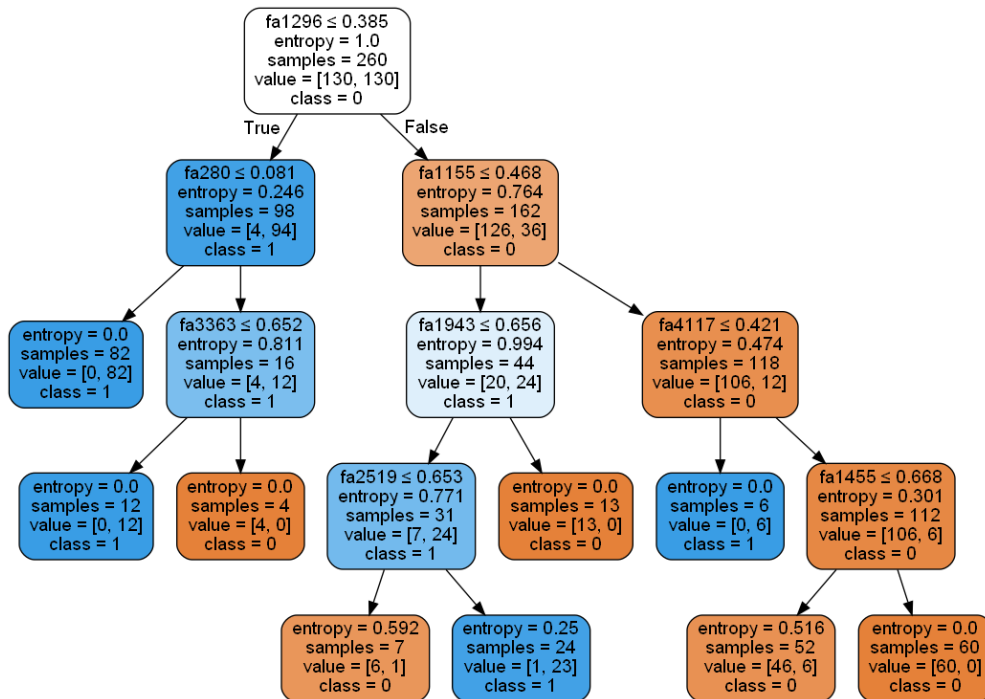 fa1296 ≤ 0.385
entropy = 1.0
samples = 260
value = [130, 130]
class = 0
True
False
fa280 ≤ 0.081
entropy = 0.246
samples = 98
value = [4, 94]
class = 1
fa1155 ≤ 0.468
entropy = 0.764
samples = 162
value = [126, 36]
class = 0
entropy = 0.0
samples = 82
value = [0, 82]
class = 1
fa3363 ≤ 0.652
entropy = 0.811
samples = 16
value = [4, 12]
class = 1
fa1943 ≤ 0.656
entropy = 0.994
samples = 44
value = [20, 24]
class = 1
fa4117 ≤ 0.421
entropy = 0.474
samples = 118
value = [106, 12]
class = 0
entropy = 0.0
samples = 12
value = [0, 12]
class = 1
entropy = 0.0
samples = 4
value = [4, 0]
class = 0
fa2519 ≤ 0.653
entropy = 0.771
samples = 31
value = [7, 24]
class = 1
entropy = 0.0
samples = 13
value = [13, 0]
class = 0
entropy = 0.0
samples = 6
value = [0, 6]
class = 1
fa1455 ≤ 0.668
entropy = 0.301
samples = 112
value = [106, 6]
class = 0
entropy = 0.592
samples = 7
value = [6, 1]
class = 0
entropy = 0.25
samples = 24
value = [1, 23]
class = 1
entropy = 0.516
samples = 52
value = [46, 6]
class = 0
entropy = 0.0
samples = 60
value = [60, 0]
class = 0